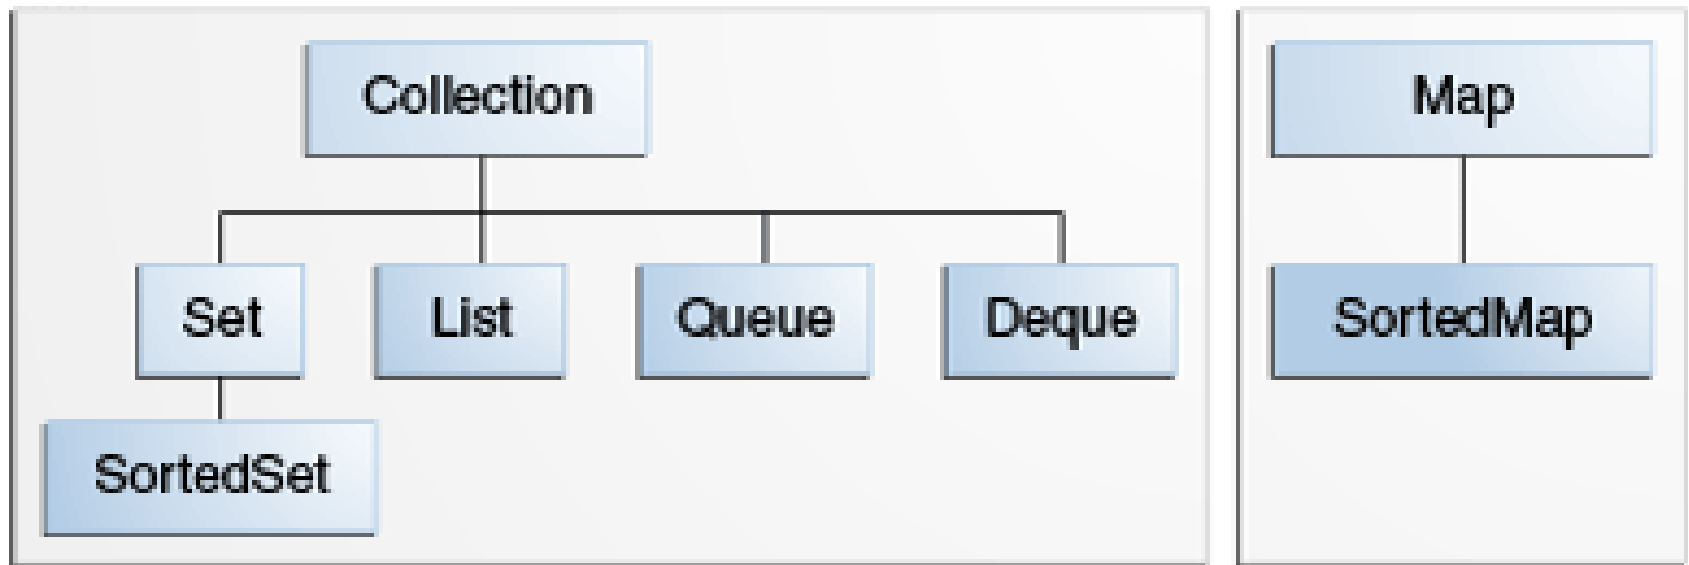 Collection
Map
Set
List
Queue
Deque
SortedMap
SortedSet